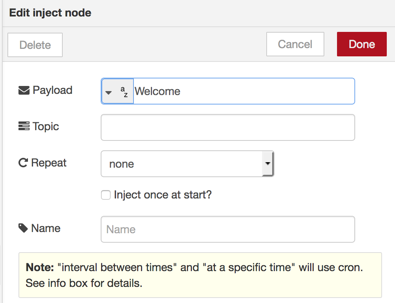 Edit inject node
Delete
Cancel
Done
Payload
az
Welcome
Topic
Repeat
none
Inject once at start?
Name
Name
Note: "interval between times" and "at a specific time" will use cron.
See info box for details.